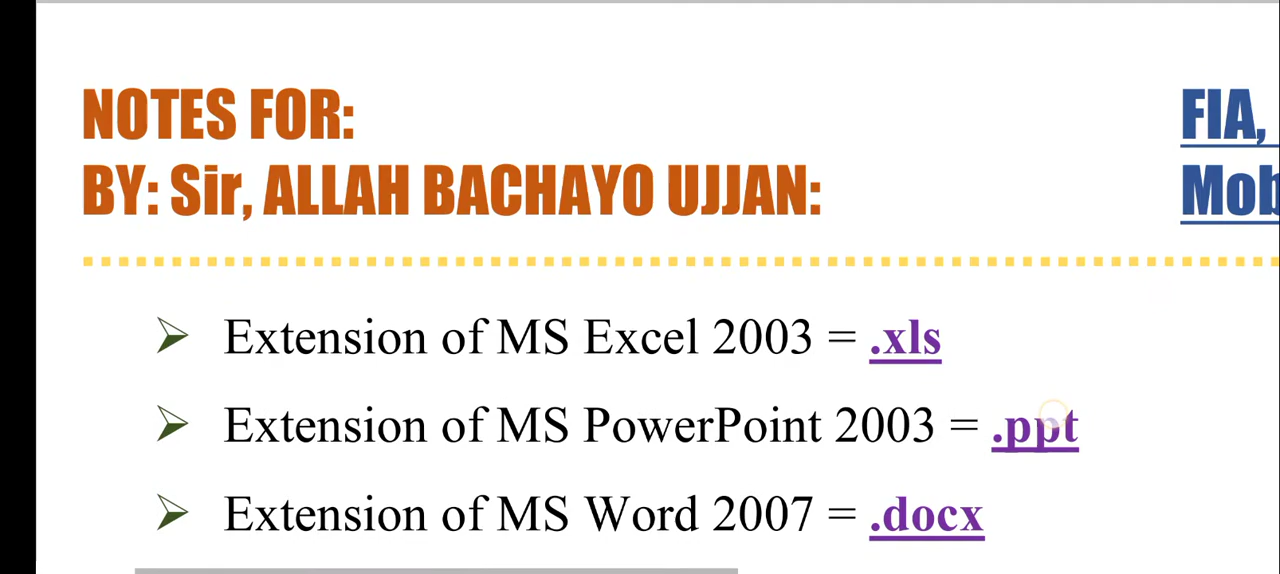 NOTES FOR:
BY: Sir, ALLAH BACHAYO UJJAN:
FIA,
Mob
➢ Extension of MS Excel 2003 = .xls
➢ Extension of MS PowerPoint 2003 = .ppt
➢ Extension of MS Word 2007 = .docx